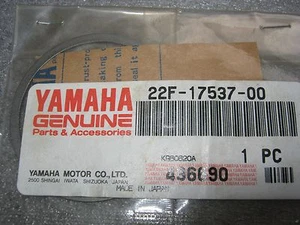 YAMAHA
GENUINE
Parts & Accessories
YAMAHA MOTOR CO., LTD.
2500 SHINGAI IWATA SHIZUOKA JAPAN
MADE IN JAPAN
22F-17537-00
KR80820A
1 PC
436090